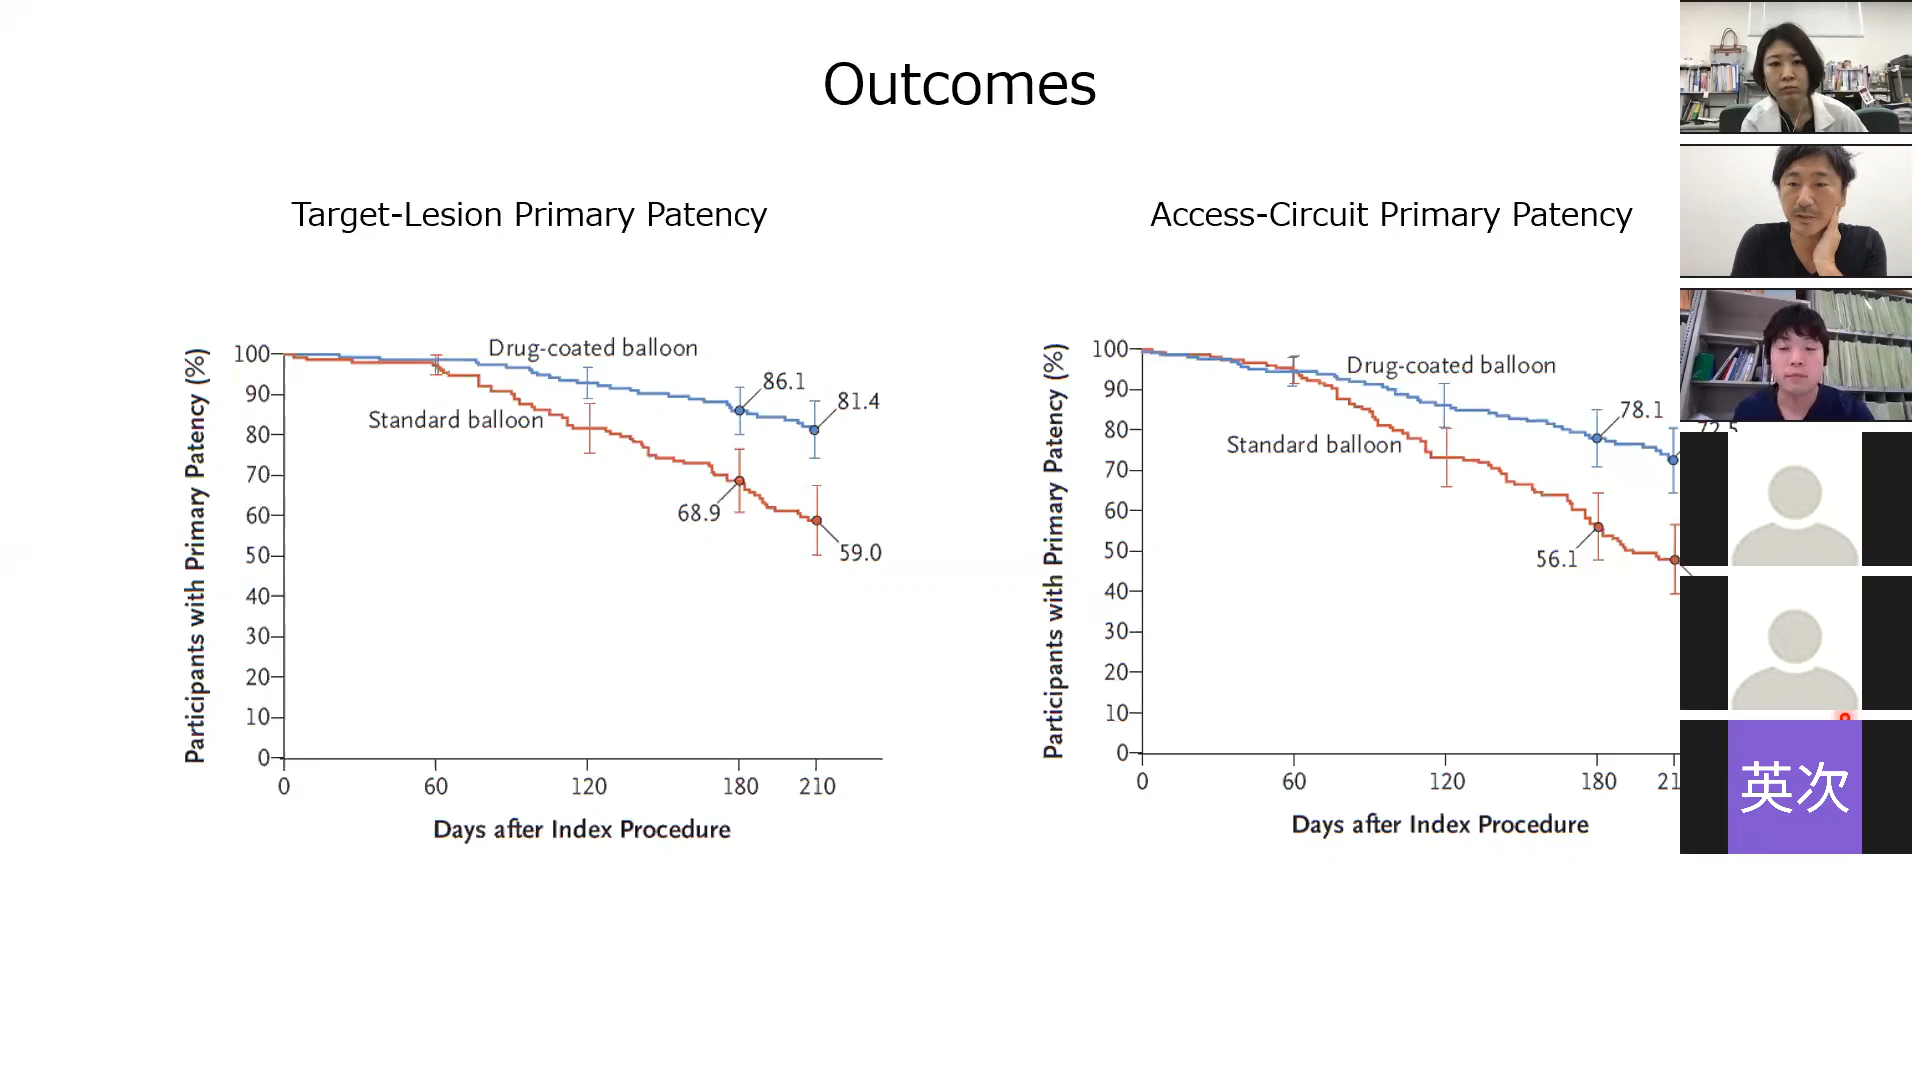 Outcomes
Target-Lesion Primary Patency
Participants with Primary Patency (%)
100
90
80
70
60
50
40
30
20
10
0
Drug-coated balloon
Standard balloon
86.1
81.4
68.9
59.0
0 60 120 180 210
Days after Index Procedure
Access-Circuit Primary Patency
Participants with Primary Patency (%)
100
90
80
70
60
50
40
30
20
10
0
Drug-coated balloon
Standard balloon
78.1
72.5
56.1
0 60 120 180 21
Days after Index Procedure
英次